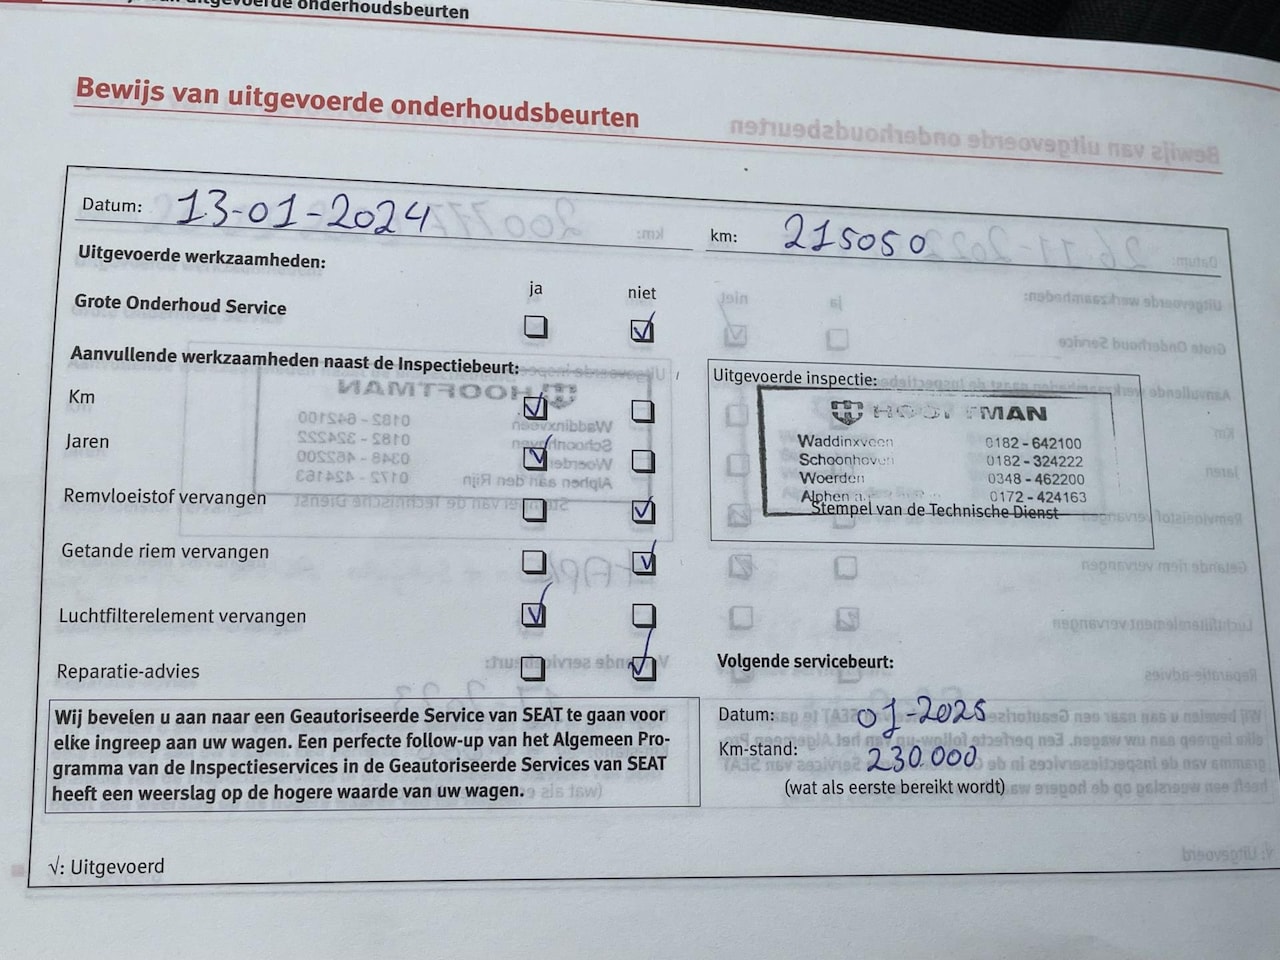 onderhoudsbeurten
Bewijs van uitgevoerde onderhoudsbeurten
Datum: 13-01-2024
km: 215050
Uitgevoerde werkzaamheden:
ja niet
Grote Onderhoud Service
Aanvullende werkzaamheden naast de Inspectiebeurt:
Km
Jaren
Remvloeistof vervangen
Getande riem vervangen
Luchtfilterelement vervangen
Reparatie-advies
Uitgevoerde inspectie:
HOOFTMAN
Waddinxveen 0182-642100
Schoonhoven 0182-324222
Woerden 0348-462200
Alphen 0172-424163
Stempel van de Technische Dienst
Volgende servicebeurt:
Datum: 01-2025
Km-stand: 230.000
(wat als eerste bereikt wordt)
Wij bevelen u aan naar een Geautoriseerde Service van SEAT te gaan voor
elke ingreep aan uw wagen. Een perfecte follow-up van het Algemeen Pro-
gramma van de Inspectieservices in de Geautoriseerde Services van SEAT
heeft een weerslag op de hogere waarde van uw wagen.
√: Uitgevoerd